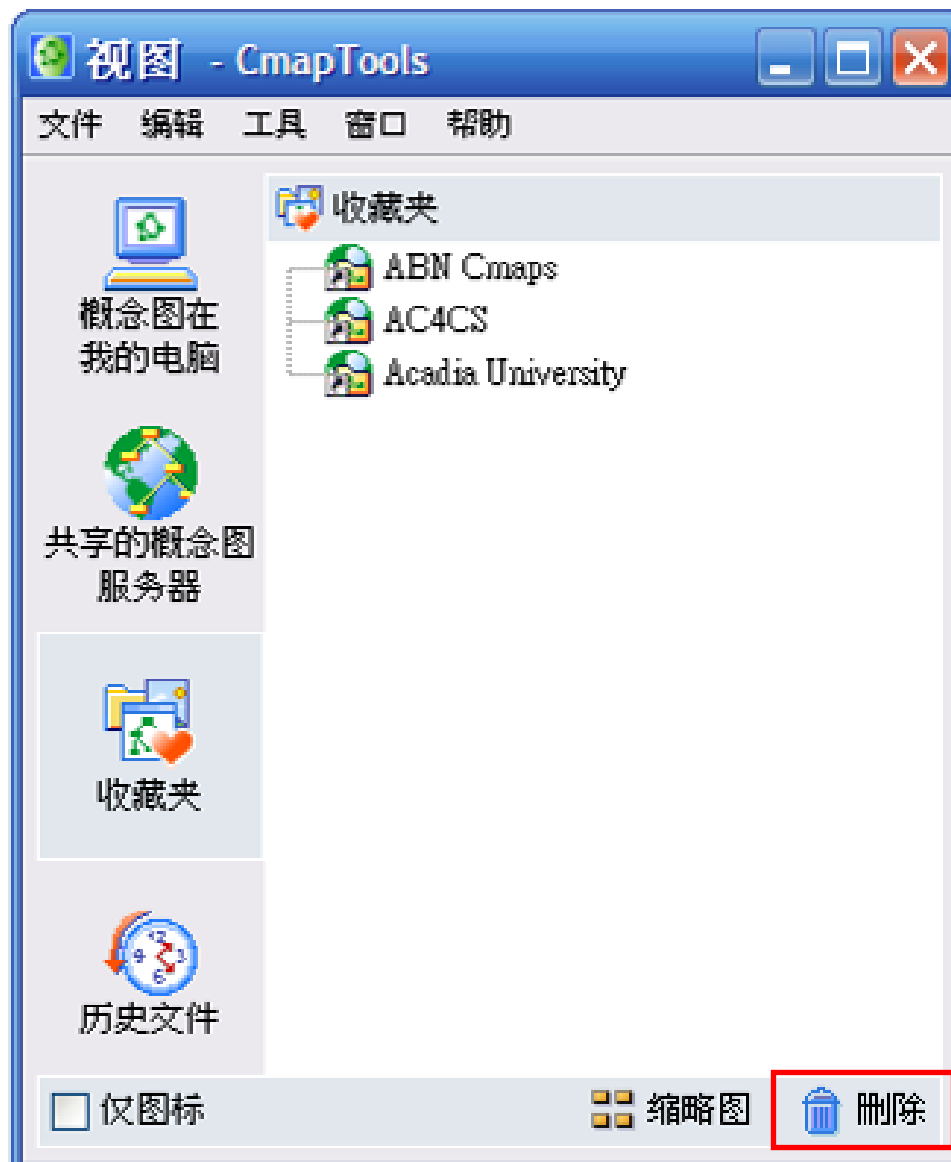 视图 - CmapTools
文件 编辑 工具 窗口 帮助
收藏夹
ABN Cmaps
AC4CS
Acadia University
概念图在
我的电脑
共享的概念图
服务器
收藏夹
历史文件
仅图标 缩略图 删除